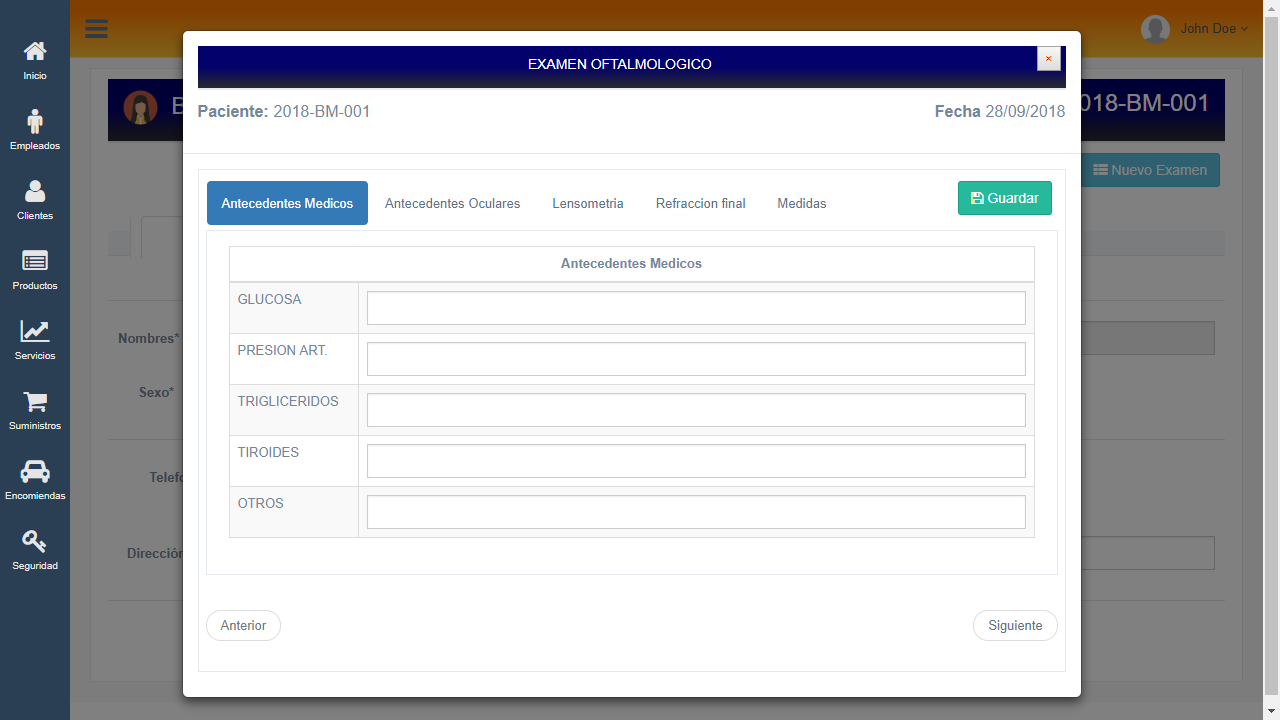 Inicio
Empleados
Clientes
Productos
Servicios
Suministros
Encomiendas
Seguridad
John Doe
018-BM-001
Nuevo Examen
Nombres*
Sexo*
Dirección
EXAMEN OFTALMOLOGICO
×
Paciente: 2018-BM-001
Fecha 28/09/2018
Antecedentes Medicos
Antecedentes Oculares
Lensometria
Refraccion final
Medidas
Guardar
Antecedentes Medicos
GLUCOSA
PRESION ART.
TRIGLICERIDOS
TIROIDES
OTROS
Anterior
Siguiente